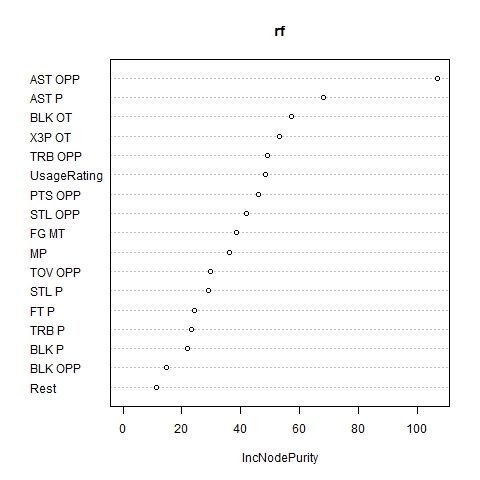 rf
AST OPP
AST P
BLK OT
X3P OT
TRB OPP
UsageRating
PTS OPP
STL OPP
FG MT
MP
TOV OPP
STL P
FT P
TRB P
BLK P
BLK OPP
Rest
0 20 40 60 80 100
IncNodePurity